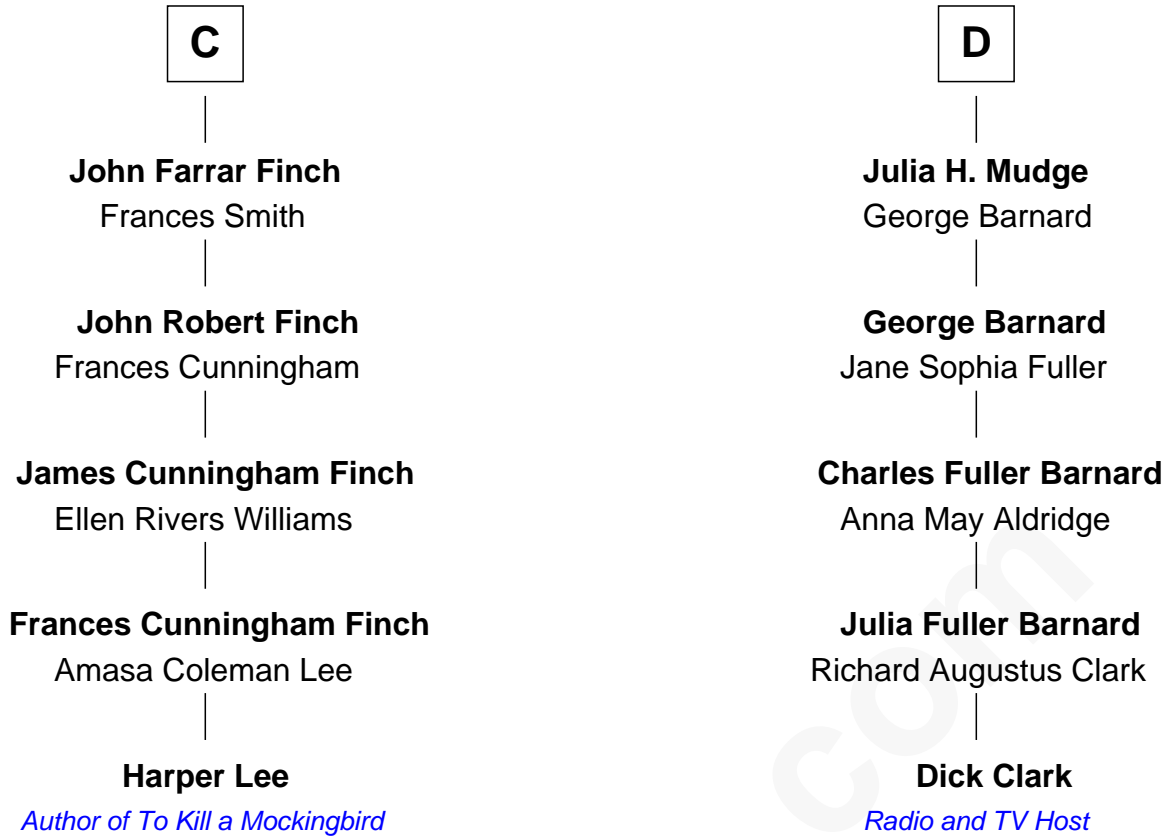 C
John Farrar Finch
Frances Smith
John Robert Finch
Frances Cunningham
James Cunningham Finch
Ellen Rivers Williams
Frances Cunningham Finch
Amasa Coleman Lee
Harper Lee
Author of To Kill a Mockingbird
D
Julia H. Mudge
George Barnard
George Barnard
Jane Sophia Fuller
Charles Fuller Barnard
Anna May Aldridge
Julia Fuller Barnard
Richard Augustus Clark
Dick Clark
Radio and TV Host
com